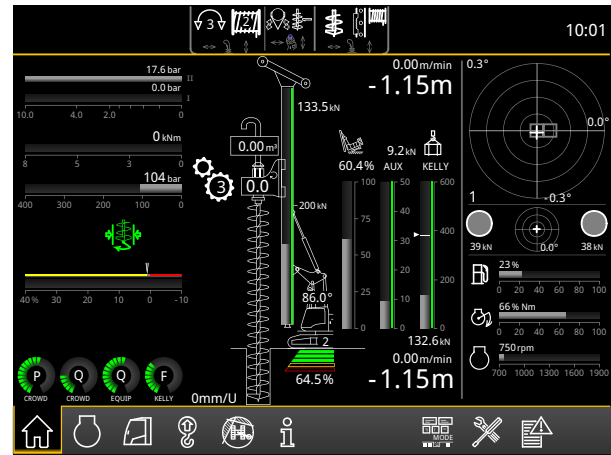 3 2 10:01
17.6 bar
II
0.0 bar
I
10.0 4.0 2.0 0
0 kNm
8 5 3 0
104 bar
400 300 200 100 0
40 % 30 20 10 0 -10
P Q Q F
CROWD CROWD EQUIP KELLY
0mm/U
0.00 m³
3 0.0
133.5 kN
200 kN
86.0°
2
64.5%
0.00 m/min
-1.15m
9.2 kN
60.4% AUX KELLY
100 50 600
75 40
50 30 400
25 20 200
10
0 0 0
132.6 kN
0.00 m/min
-1.15m
0.3°
0.0°
1 -0.3°
39 kN 0.0° 38 kN
23 %
0 20 40 60 80 100
66 % Nm
0 20 40 60 80 100
750 rpm
700 1000 1300 1600 1900
MODE